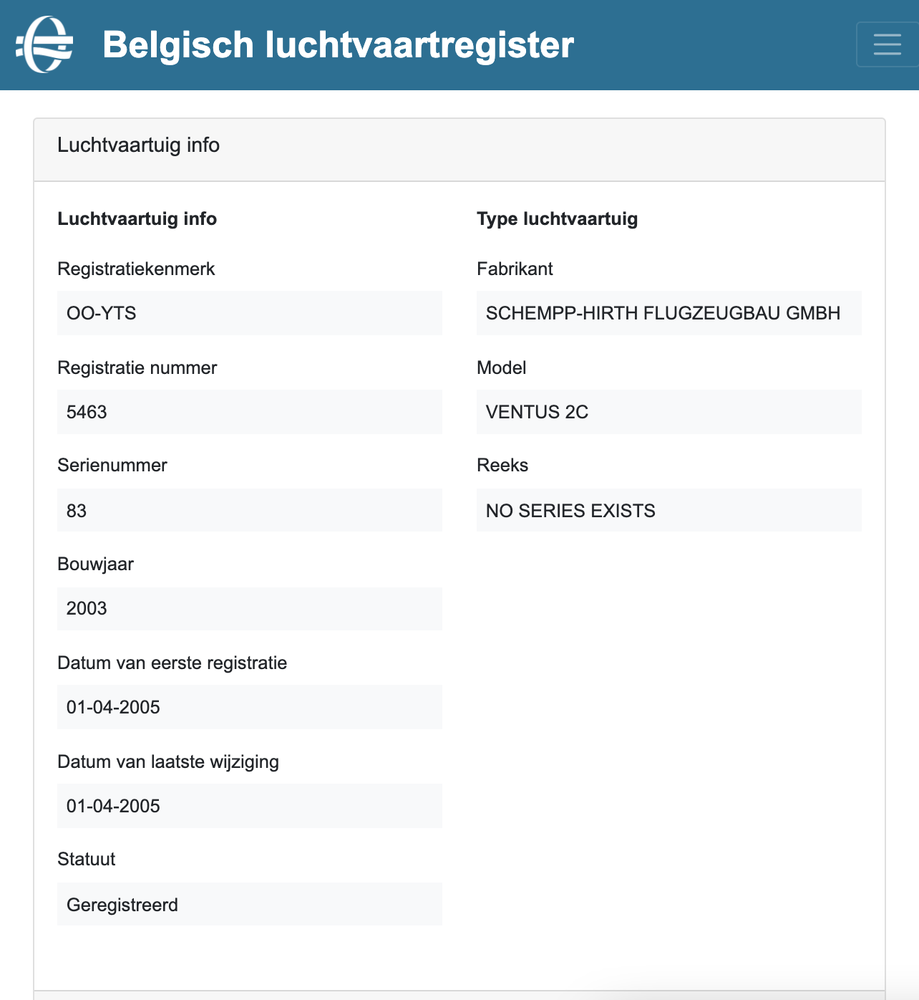 Belgisch luchtvaartregister
Luchtvaartuig info
Luchtvaartuig info
Registratiekenmerk
OO-YTS
Registratie nummer
5463
Serienummer
83
Bouwjaar
2003
Datum van eerste registratie
01-04-2005
Datum van laatste wijziging
01-04-2005
Statuut
Geregistreerd
Type luchtvaartuig
Fabrikant
SCHEMPP-HIRTH FLUGZEUGBAU GMBH
Model
VENTUS 2C
Reeks
NO SERIES EXISTS